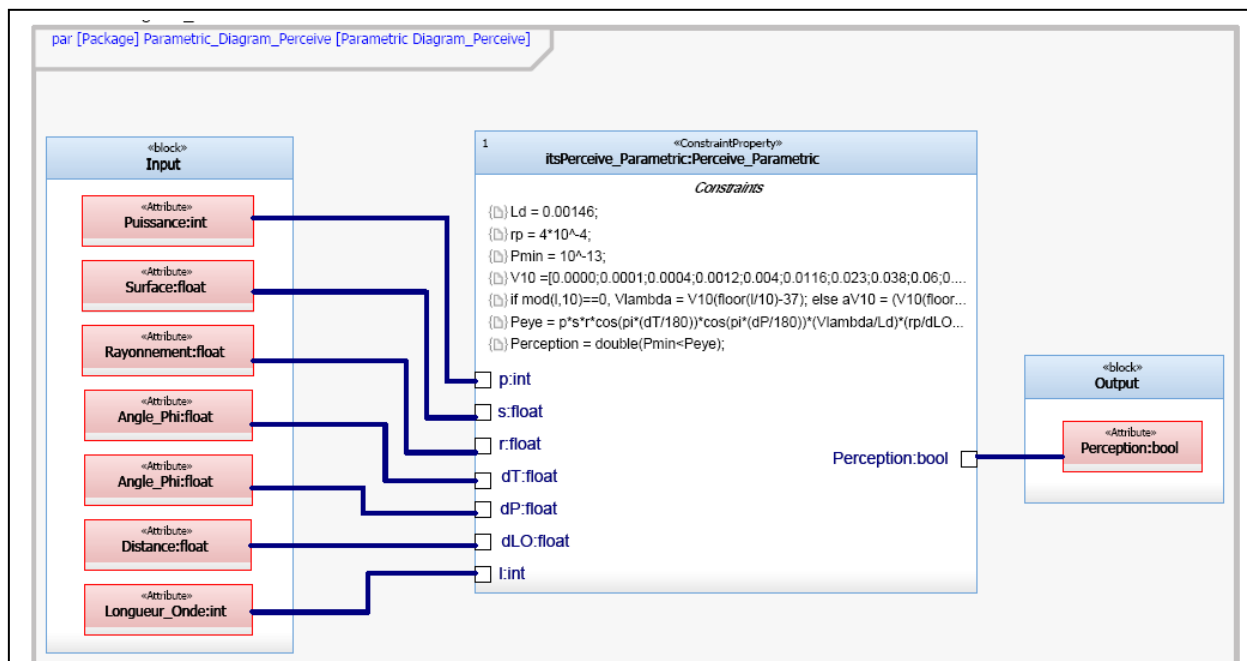 par [Package] Parametric_Diagram_Perceive [Parametric Diagram_Perceive]
«block»
Input
«Attribute»
Puissance:int
«Attribute»
Surface:float
«Attribute»
Rayonnement:float
«Attribute»
Angle_Phi:float
«Attribute»
Angle_Phi:float
«Attribute»
Distance:float
«Attribute»
Longueur_Onde:int
1
«ConstraintProperty»
itsPerceive_Parametric:Perceive_Parametric
Constraints
Ld = 0.00146;
rp = 4*10^-4;
Pmin = 10^-13;
V10 =[0.0000;0.0001;0.0004;0.0012;0.004;0.0116;0.023;0.038;0.06;0....
if mod(l,10)==0, Vlambda = V10(floor(l/10)-37); else aV10 = (V10(floor...
Peye = p*s*r*cos(pi*(dT/180))*cos(pi*(dP/180))*(Vlambda/Ld)*(rp/dLO...
Perception = double(Pmin<Peye);
p:int
s:float
r:float
dT:float
dP:float
dLO:float
l:int
Perception:bool
«block»
Output
«Attribute»
Perception:bool